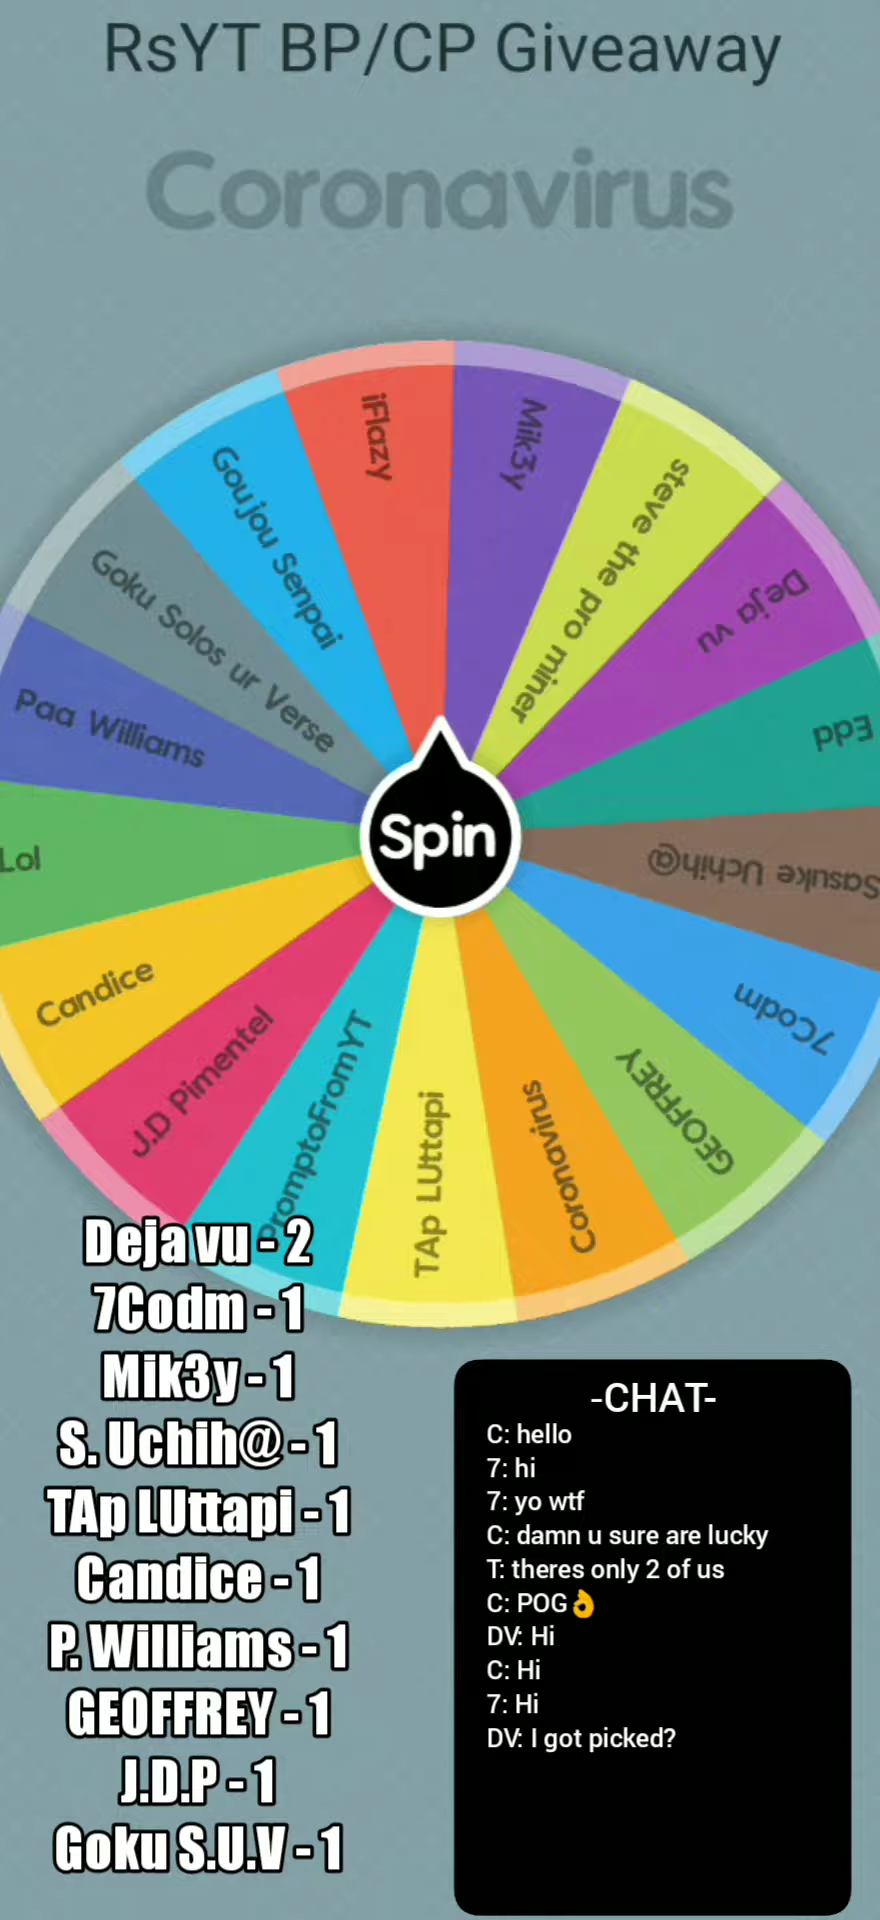 RsYT BP/CP Giveaway
Coronavirus
iFlazy
Mik3y
steve the pro miner
Deja vu
Edd
Sasuke Uchih@
7Codm
GEOFFREY
Coronavirus
TAp LUttapi
PromptoFromYT
J.D Pimentel
Candice
Lol
Paa Williams
Goku Solos ur Verse
Goujou Senpai
Spin
Deja vu - 2
7Codm - 1
Mik3y - 1
S. Uchih@ - 1
TAp LUttapi - 1
Candice - 1
P. Williams - 1
GEOFFREY - 1
J.D.P - 1
Goku S.U.V - 1
-CHAT-
C: hello
7: hi
7: yo wtf
C: damn u sure are lucky
T: theres only 2 of us
C: POG👌
DV: Hi
C: Hi
7: Hi
DV: I got picked?